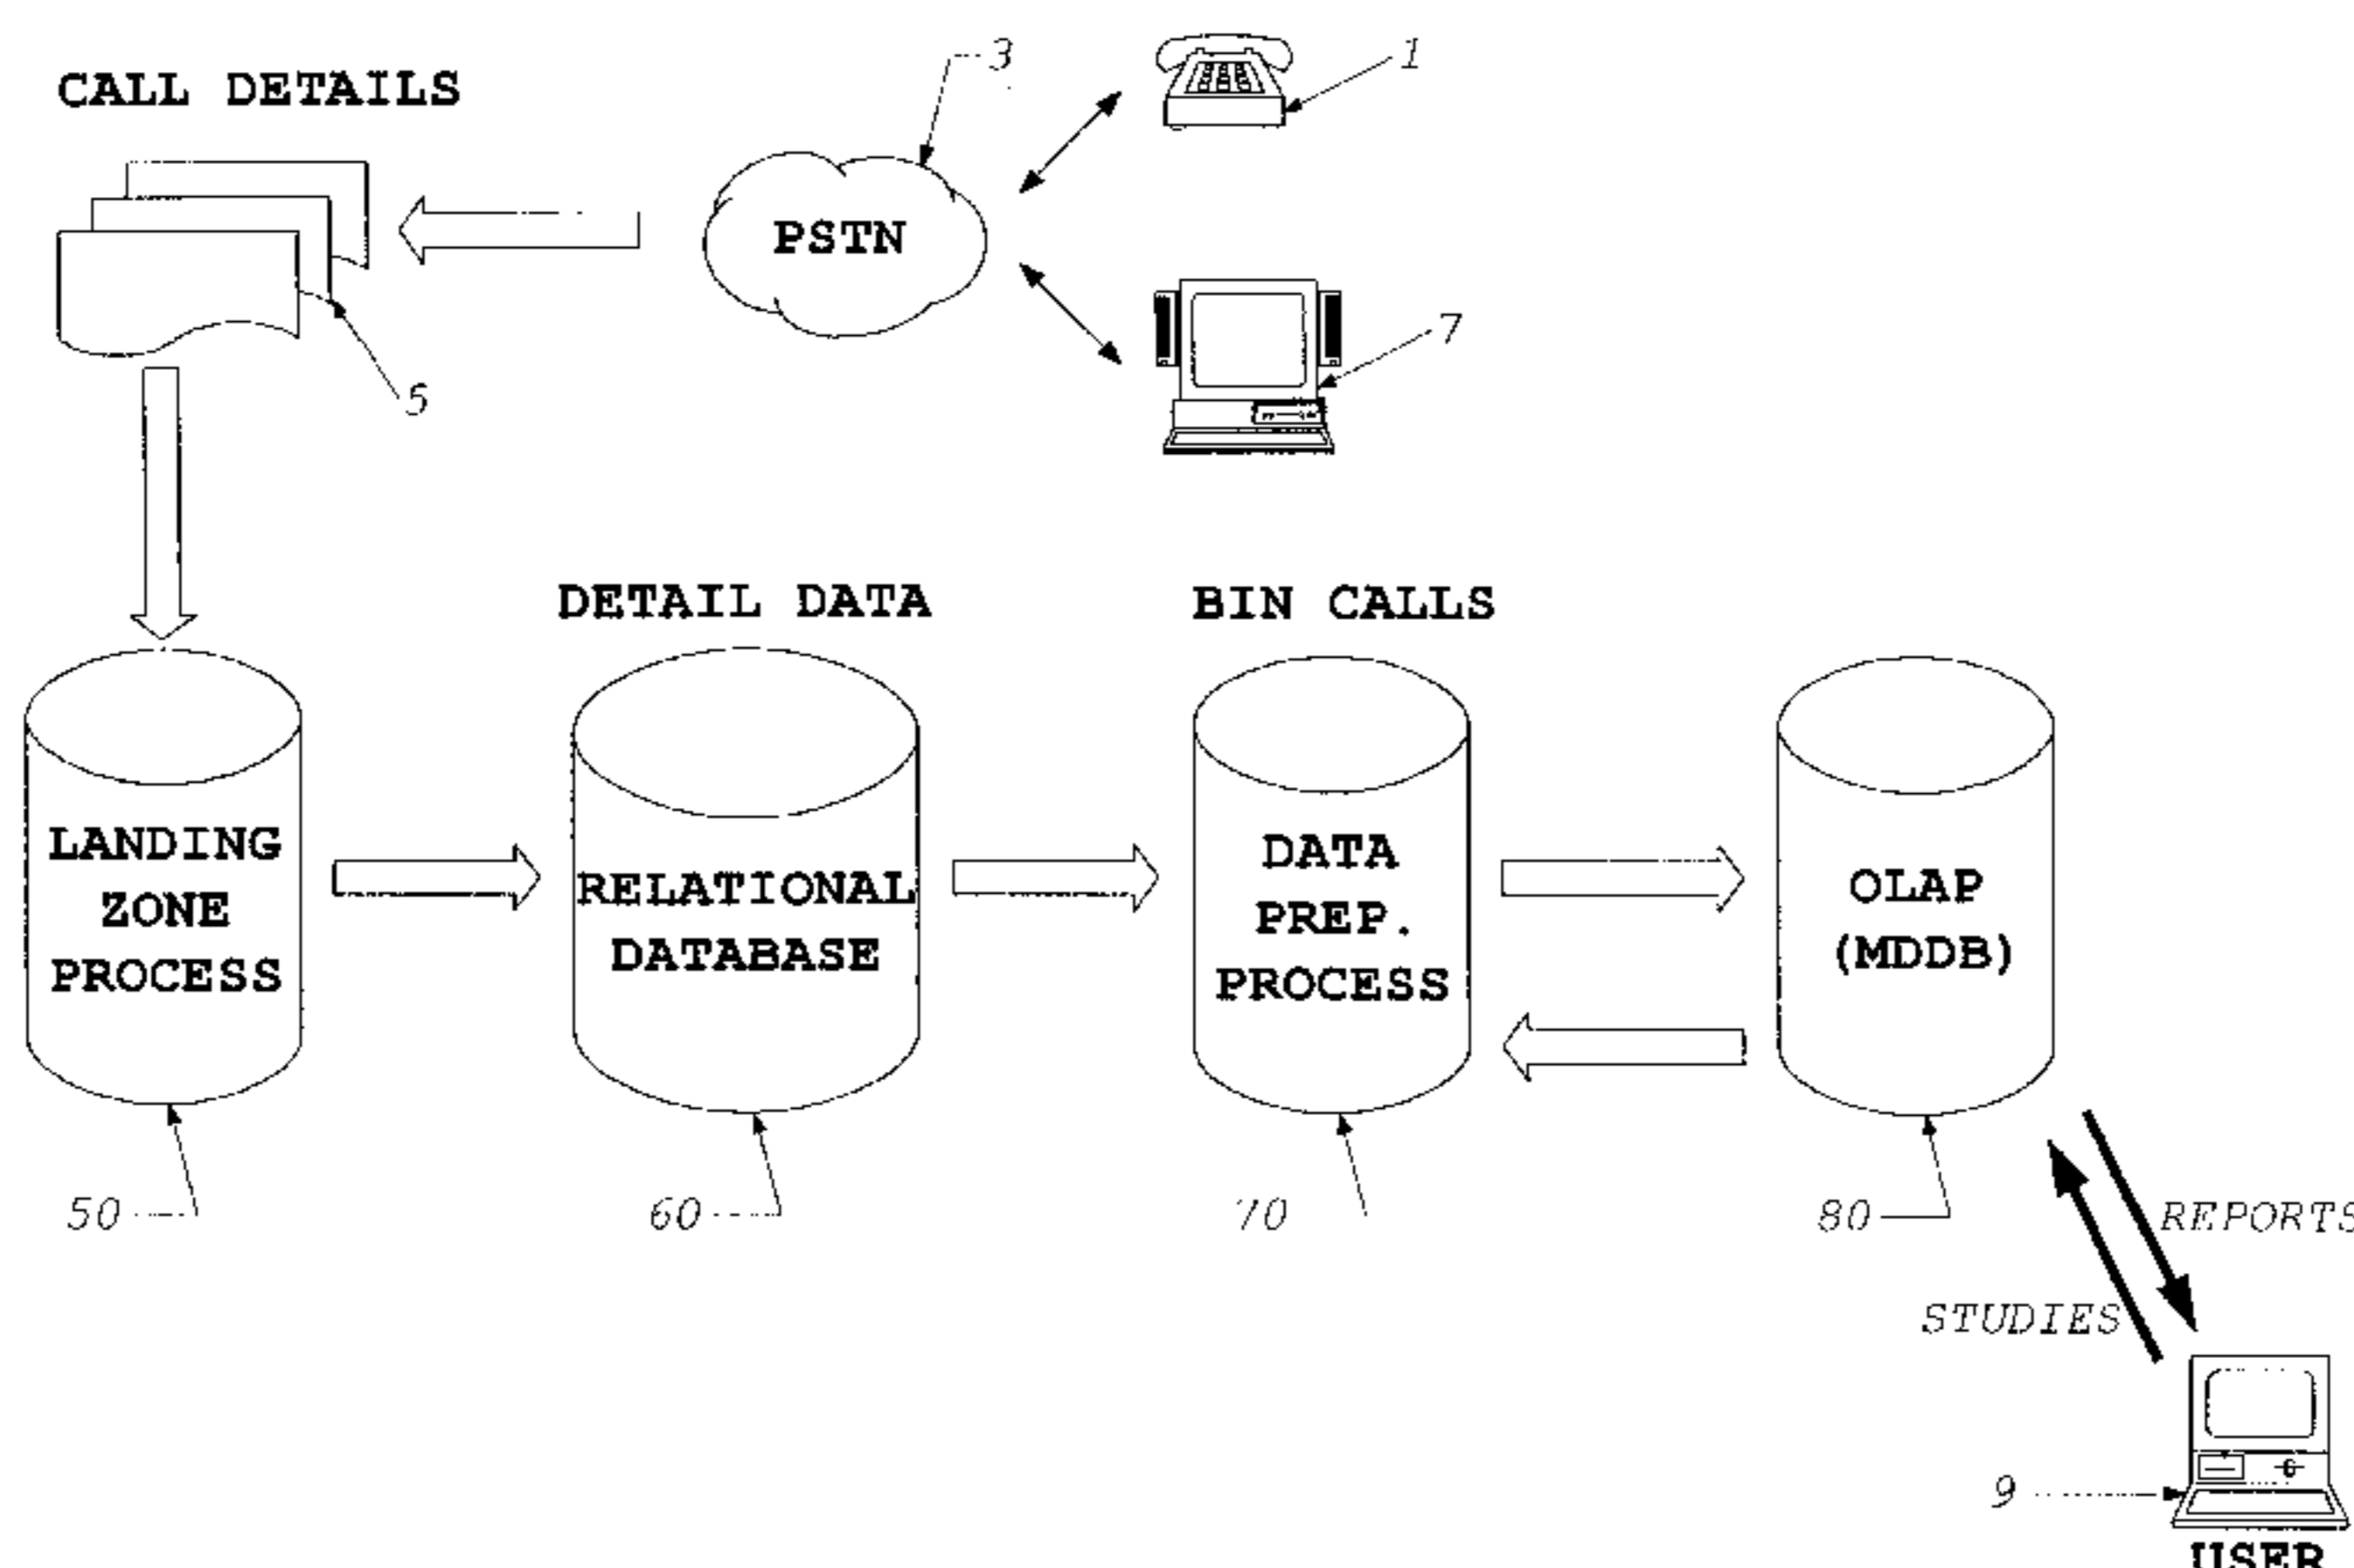 3
1
CALL DETAILS
PSTN
7
5
DETAIL DATA
BIN CALLS
LANDING
ZONE
PROCESS
RELATIONAL
DATABASE
DATA
PREP.
PROCESS
OLAP
(MDDB)
50
60
70
80
REPORTS
STUDIES
9
USER